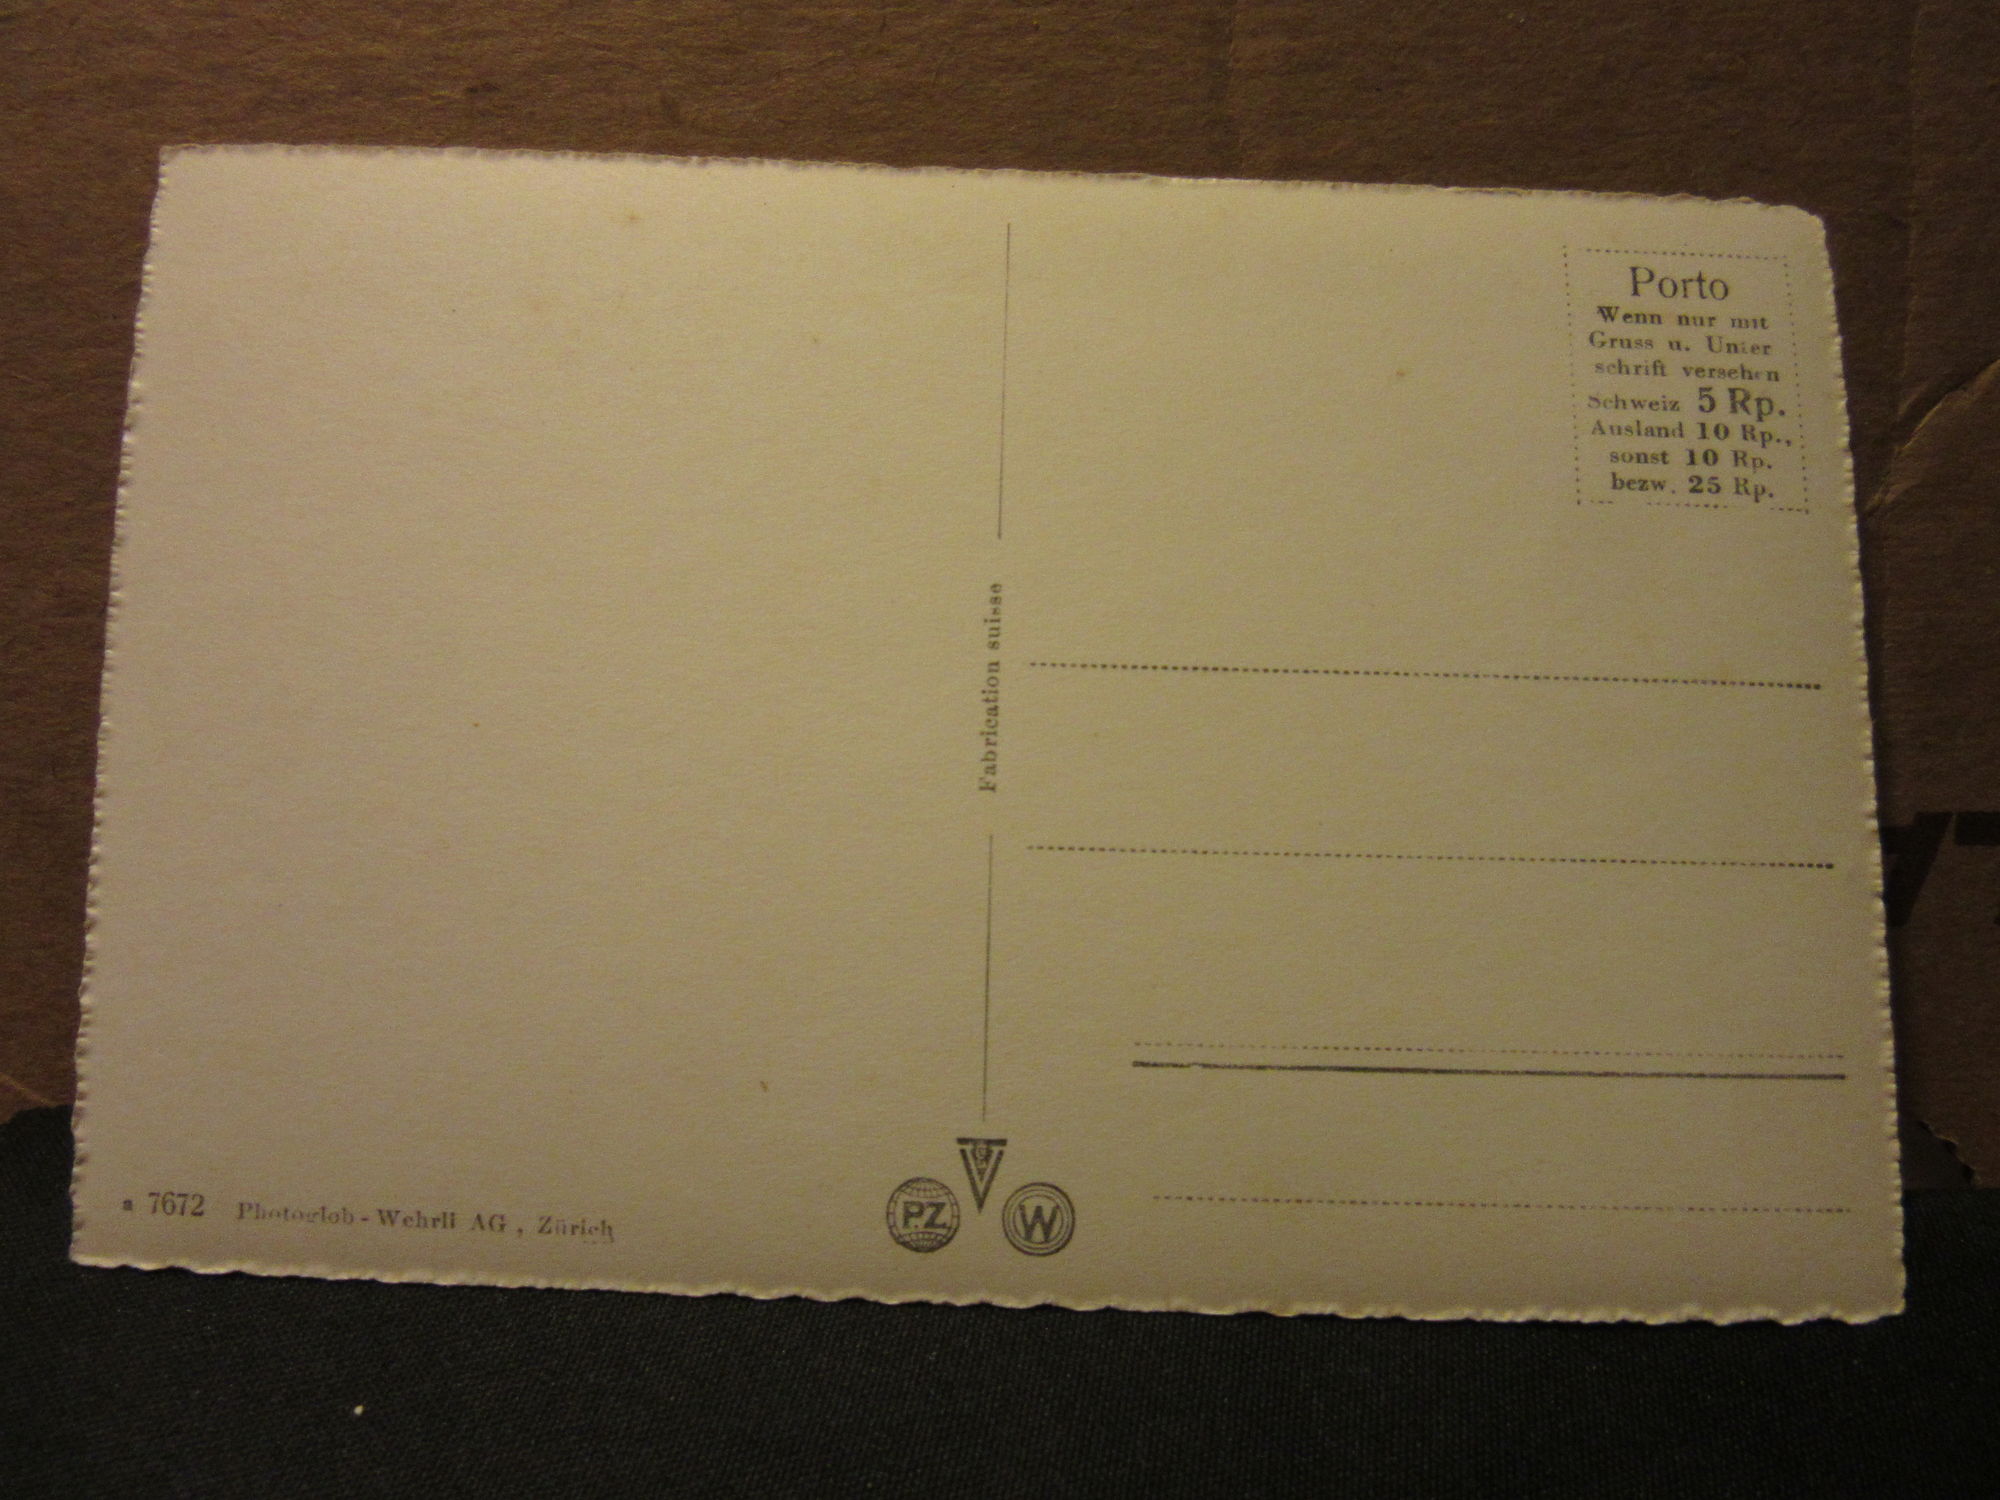 Porto
Wenn nur mit
Gruss u. Unter
schrift versehen
Schweiz 5 Rp.
Ausland 10 Rp.,
sonst 10 Rp.
bezw. 25 Rp.
Fabrication suisse
a 7672 Photoglob - Wehrli AG , Zürich
P.Z
W